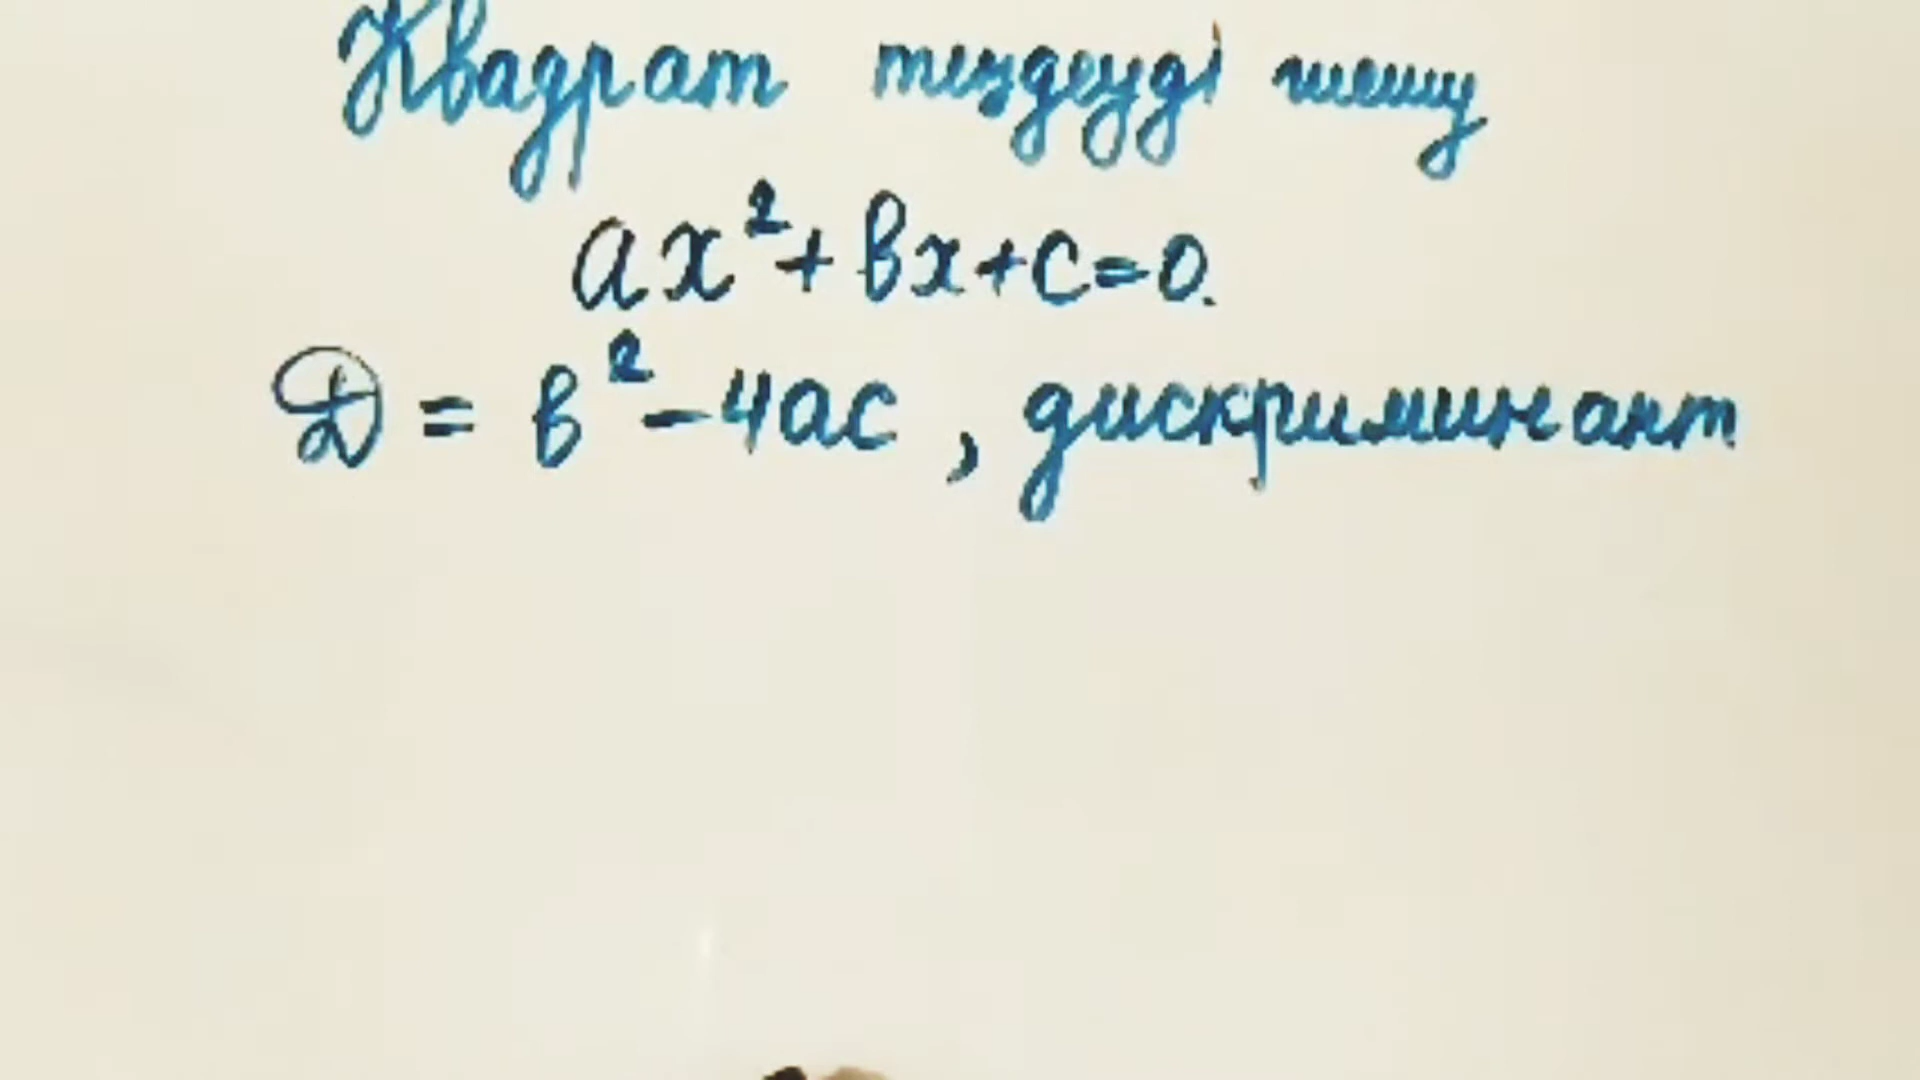 Квадрат теңдеуді шешу
ax²+bx+c=0.
D = b²-4ac, дискриминант